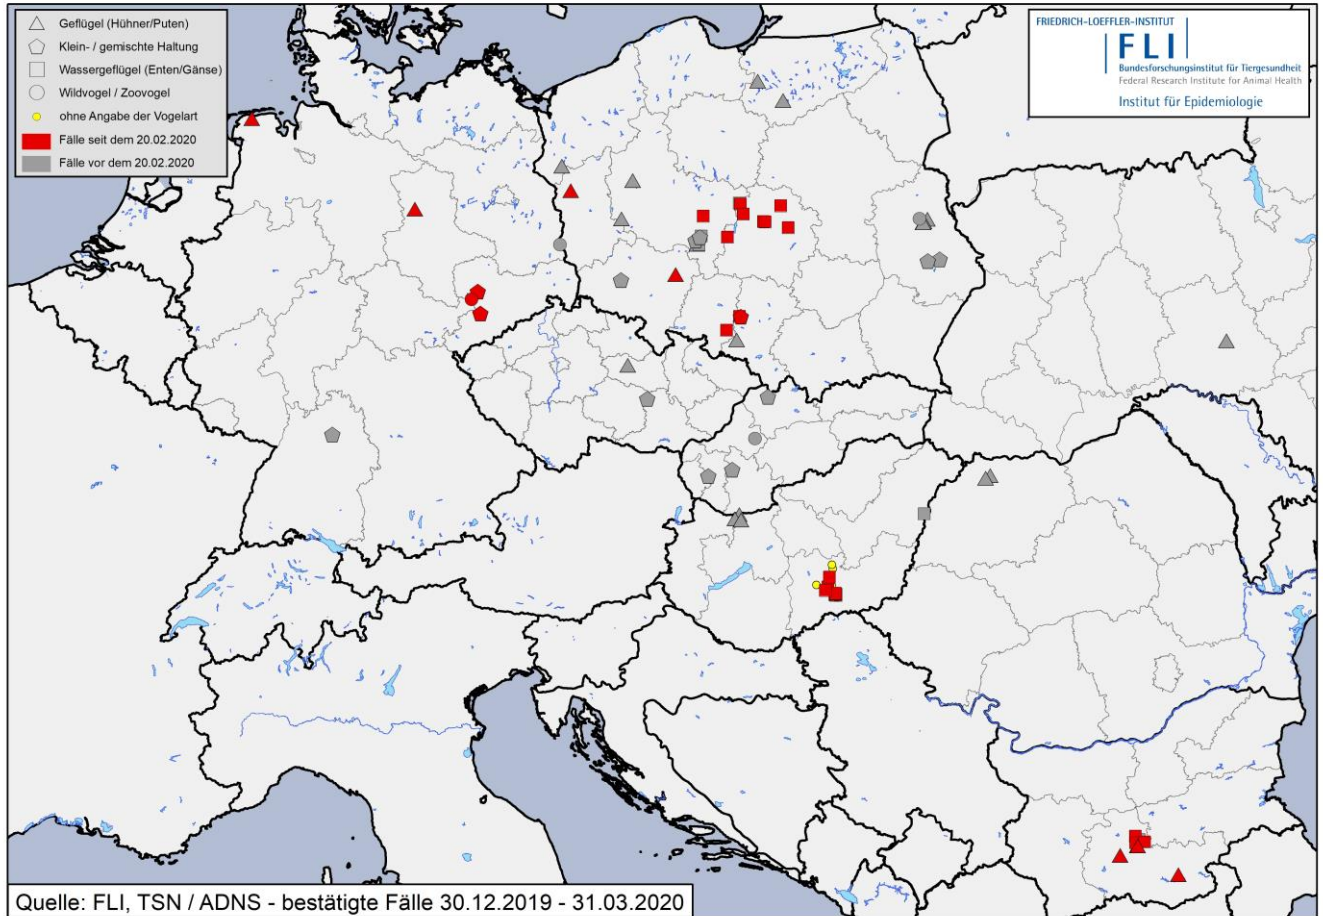 Geflügel (Hühner/Puten)
Klein- / gemischte Haltung
Wassergeflügel (Enten/Gänse)
Wildvogel / Zoovogel
ohne Angabe der Vogelart
Fälle seit dem 20.02.2020
Fälle vor dem 20.02.2020
FRIEDRICH-LOEFFLER-INSTITUT
FLI
Bundesforschungsinstitut für Tiergesundheit
Federal Research Institute for Animal Health
Institut für Epidemiologie
Quelle: FLI, TSN / ADNS - bestätigte Fälle 30.12.2019 - 31.03.2020